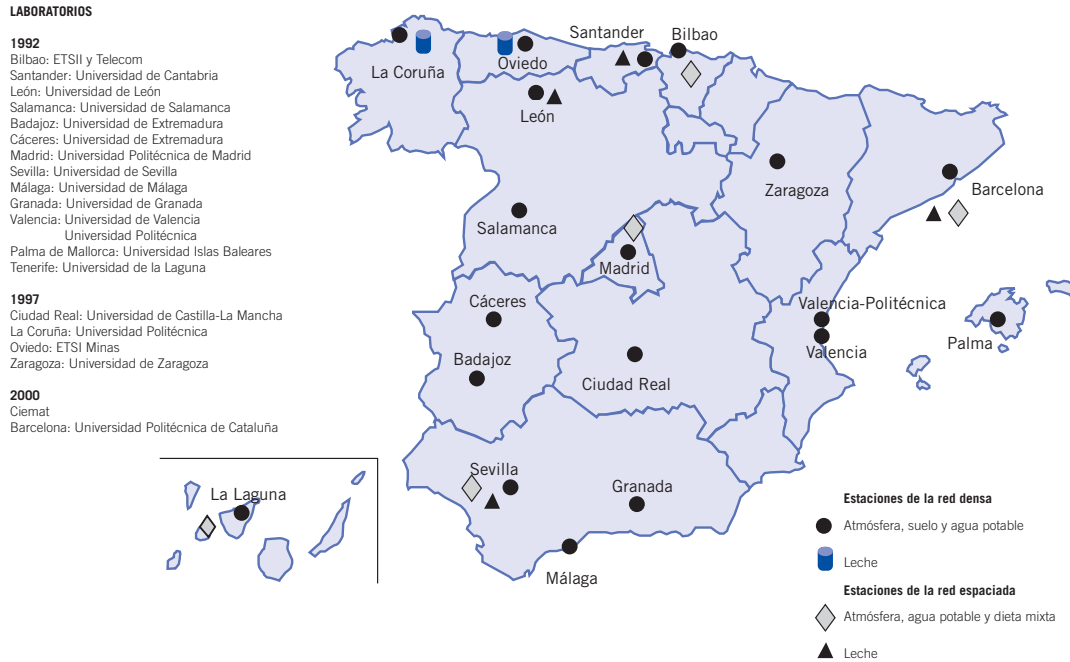 LABORATORIOS
1992
Bilbao: ETSII y Telecom
Santander: Universidad de Cantabria
León: Universidad de León
Salamanca: Universidad de Salamanca
Badajoz: Universidad de Extremadura
Cáceres: Universidad de Extremadura
Madrid: Universidad Politécnica de Madrid
Sevilla: Universidad de Sevilla
Málaga: Universidad de Málaga
Granada: Universidad de Granada
Valencia: Universidad de Valencia
Universidad Politécnica
Palma de Mallorca: Universidad Islas Baleares
Tenerife: Universidad de la Laguna
1997
Ciudad Real: Universidad de Castilla-La Mancha
La Coruña: Universidad Politécnica
Oviedo: ETSI Minas
Zaragoza: Universidad de Zaragoza
2000
Ciemat
Barcelona: Universidad Politécnica de Cataluña
Santander
Bilbao
La Coruña
Oviedo
León
Zaragoza
Barcelona
Salamanca
Madrid
Cáceres
Valencia-Politécnica
Palma
Valencia
Badajoz
Ciudad Real
Sevilla
Granada
La Laguna
Málaga
Estaciones de la red densa
Atmósfera, suelo y agua potable
Leche
Estaciones de la red espaciada
Atmósfera, agua potable y dieta mixta
Leche